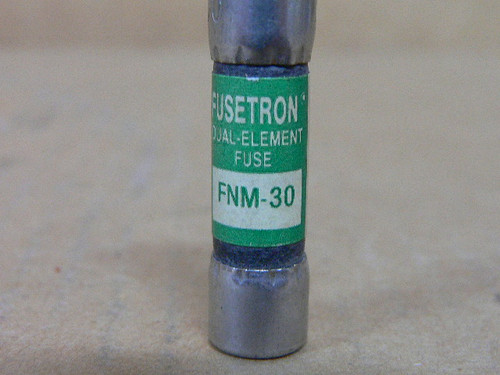 FUSETRON
DUAL-ELEMENT
FUSE
FNM-30